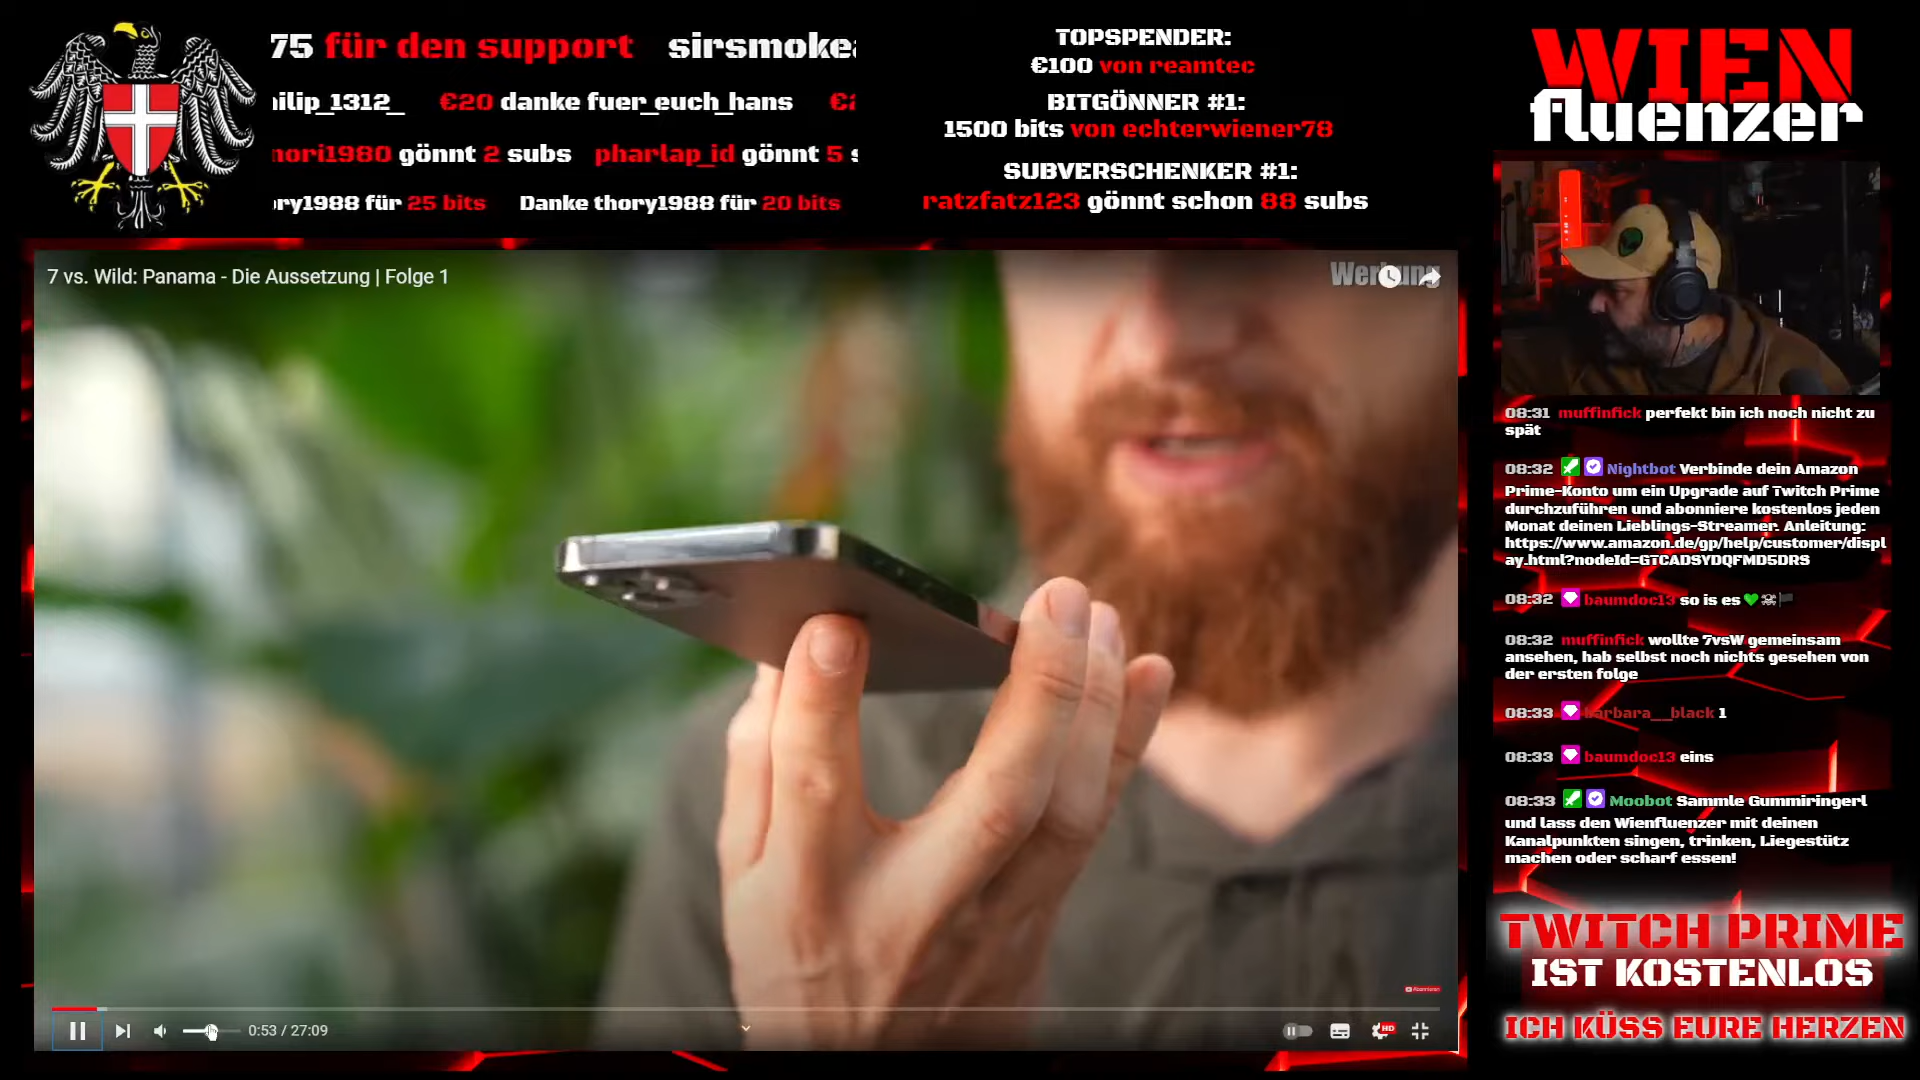 75 für den support sirsmoke
hilip_1312_ €20 danke fuer_euch_hans
nori1980 gönnt 2 subs pharlap_id gönnt 5 s
ory1988 für 25 bits Danke thory1988 für 20 bits
TOPSPENDER:
€100 von reamtec
BITGÖNNER #1:
1500 bits von echterwiener78
SUBVERSCHENKER #1:
ratzfatz123 gönnt schon 88 subs
WIEN
fluenzer
7 vs. Wild: Panama - Die Aussetzung | Folge 1
Werbung
0:53 / 27:09
HD
08:31 muffinfick perfekt bin ich noch nicht zu
spät
08:32 Nightbot Verbinde dein Amazon
Prime-Konto um ein Upgrade auf Twitch Prime
durchzuführen und abonniere kostenlos jeden
Monat deinen Lieblings-Streamer. Anleitung:
https://www.amazon.de/gp/help/customer/displ
ay.html?nodeId=GTCADSYDQFMD5DRS
08:32 baumdoc13 so is es
08:32 muffinfick wollte 7vsW gemeinsam
ansehen, hab selbst noch nichts gesehen von
der ersten folge
08:33 barbara__black 1
08:33 baumdoc13 eins
08:33 Moobot Sammle Gummiringerl
und lass den Wienfluenzer mit deinen
Kanalpunkten singen, trinken, Liegestütz
machen oder scharf essen!
TWITCH PRIME
IST KOSTENLOS
ICH KÜSS EURE HERZEN